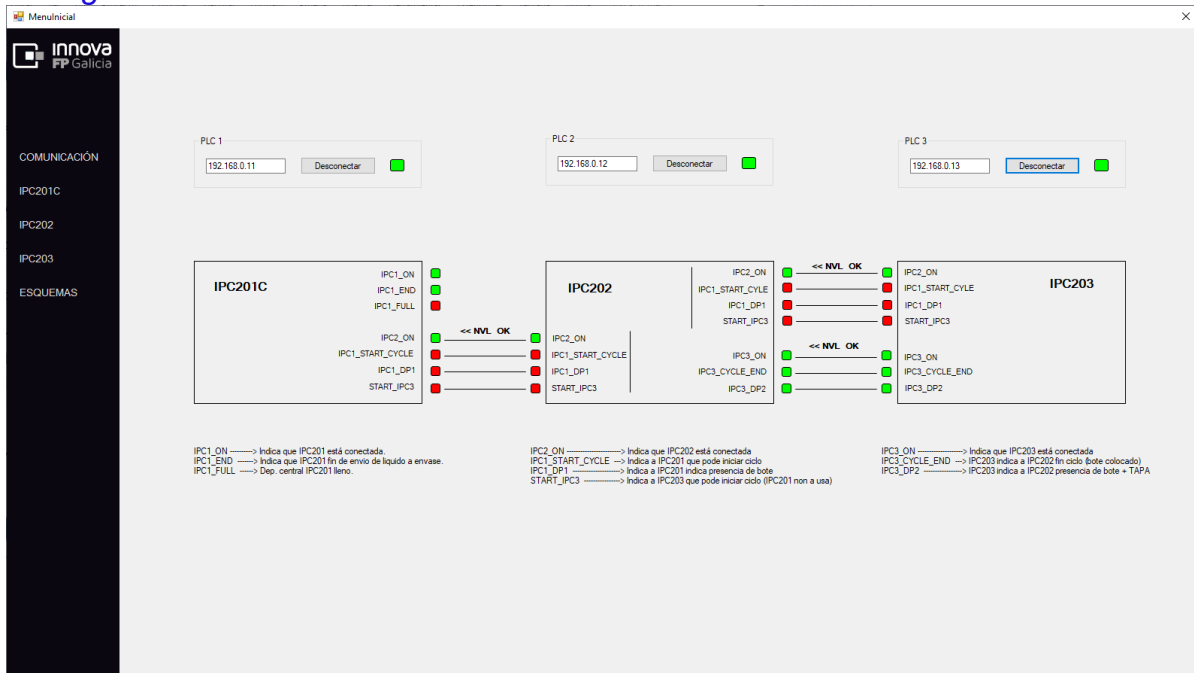 MenuInicial
innova
FP Galicia
COMUNICACIÓN
IPC201C
IPC202
IPC203
ESQUEMAS
PLC 1
192.168.0.11 Desconectar
PLC 2
192.168.0.12 Desconectar
PLC 3
192.168.0.13 Desconectar
IPC201C
IPC1_ON
IPC1_END
IPC1_FULL
IPC2_ON
IPC1_START_CYCLE
IPC1_DP1
START_IPC3
<< NVL OK
IPC202
IPC2_ON
IPC1_START_CYCLE
IPC1_DP1
START_IPC3
IPC2_ON
IPC1_START_CYLE
IPC1_DP1
START_IPC3
IPC3_ON
IPC3_CYCLE_END
IPC3_DP2
<< NVL OK
<< NVL OK
IPC203
IPC2_ON
IPC1_START_CYLE
IPC1_DP1
START_IPC3
IPC3_ON
IPC3_CYCLE_END
IPC3_DP2
IPC1_ON ---------> Indica que IPC201 está conectada.
IPC1_END ------> Indica que IPC201 fin de envio de liquido a envase.
IPC1_FULL -----> Dep. central IPC201 lleno.
IPC2_ON ---------------------> Indica que IPC202 está conectada
IPC1_START_CYCLE ---> Indica a IPC201 que pode iniciar ciclo
IPC1_DP1 -------------------> Indica a IPC201 indica presencia de bote
START_IPC3 ---------------> Indica a IPC203 que pode iniciar ciclo (IPC201 non a usa)
IPC3_ON ------------------> Indica que IPC203 está conectada
IPC3_CYCLE_END ---> IPC203 indica a IPC202 fin ciclo (bote colocado)
IPC3_DP2 ----------------> IPC203 indica a IPC202 presencia de bote + TAPA